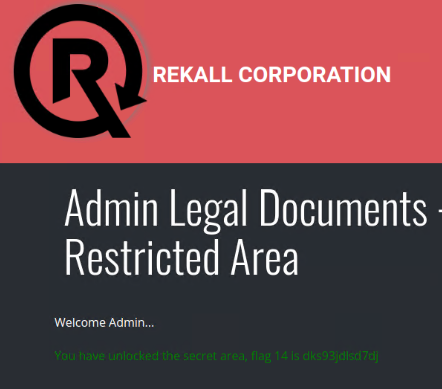 R
REKALL CORPORATION
Admin Legal Documents -
Restricted Area
Welcome Admin...
You have unlocked the secret area, flag 14 is dks93jdlsd7dj